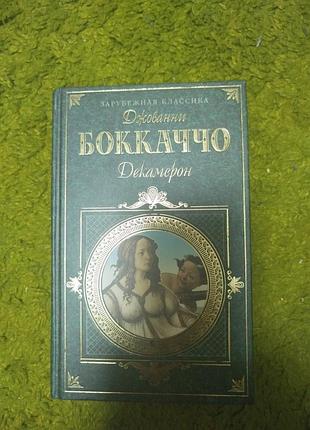 ЗАРУБЕЖНАЯ КЛАССИКА
Джованни
БОККАЧЧО
Декамерон